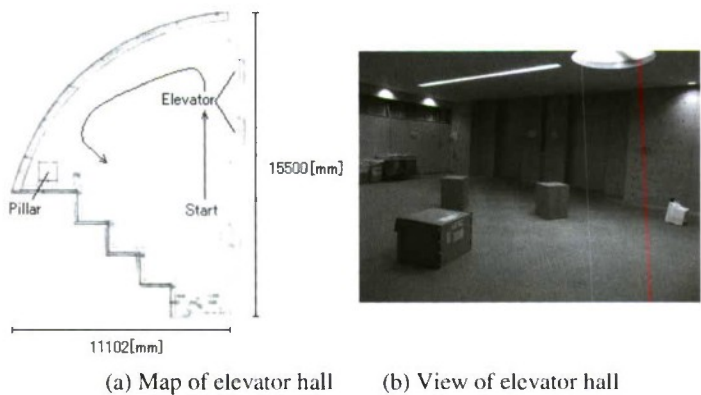 Elevator
15500[mm]
Pillar
Start
11102[mm]
(a) Map of elevator hall
(b) View of elevator hall